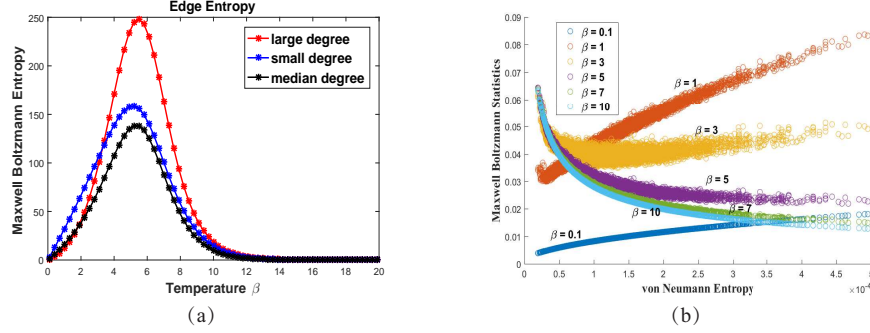 Edge Entropy
Maxwell Boltzmann Entropy
250
200
150
100
50
0
large degree
small degree
median degree
0 2 4 6 8 10 12 14 16 18 20
Temperature β
(a)
Maxwell Boltzmann Statistics
0.09
0.08
0.07
0.06
0.05
0.04
0.03
0.02
0.01
0
β = 0.1
β = 1
β = 3
β = 5
β = 7
β = 10
β = 1
β = 3
β = 5
β = 7
β = 10
β = 0.1
0 0.5 1 1.5 2 2.5 3 3.5 4 4.5
von Neumann Entropy
(b)